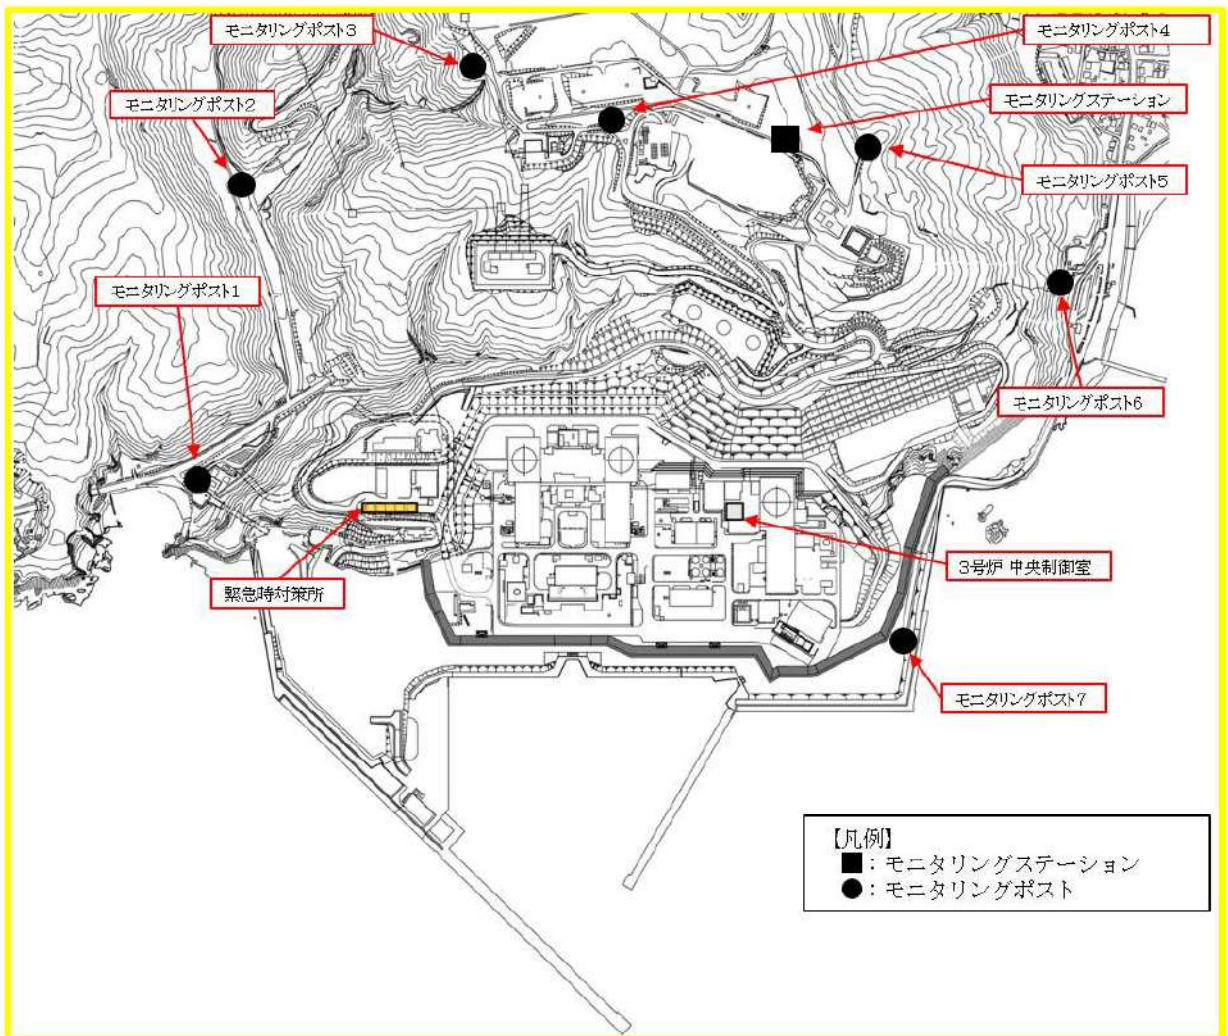 モニタリングポスト3
モニタリングポスト4
モニタリングポスト2
モニタリングステーション
モニタリングポスト5
モニタリングポスト1
モニタリングポスト6
緊急時対策所
3号炉 中央制御室
モニタリングポスト7
【凡例】
■：モニタリングステーション
●：モニタリングポスト